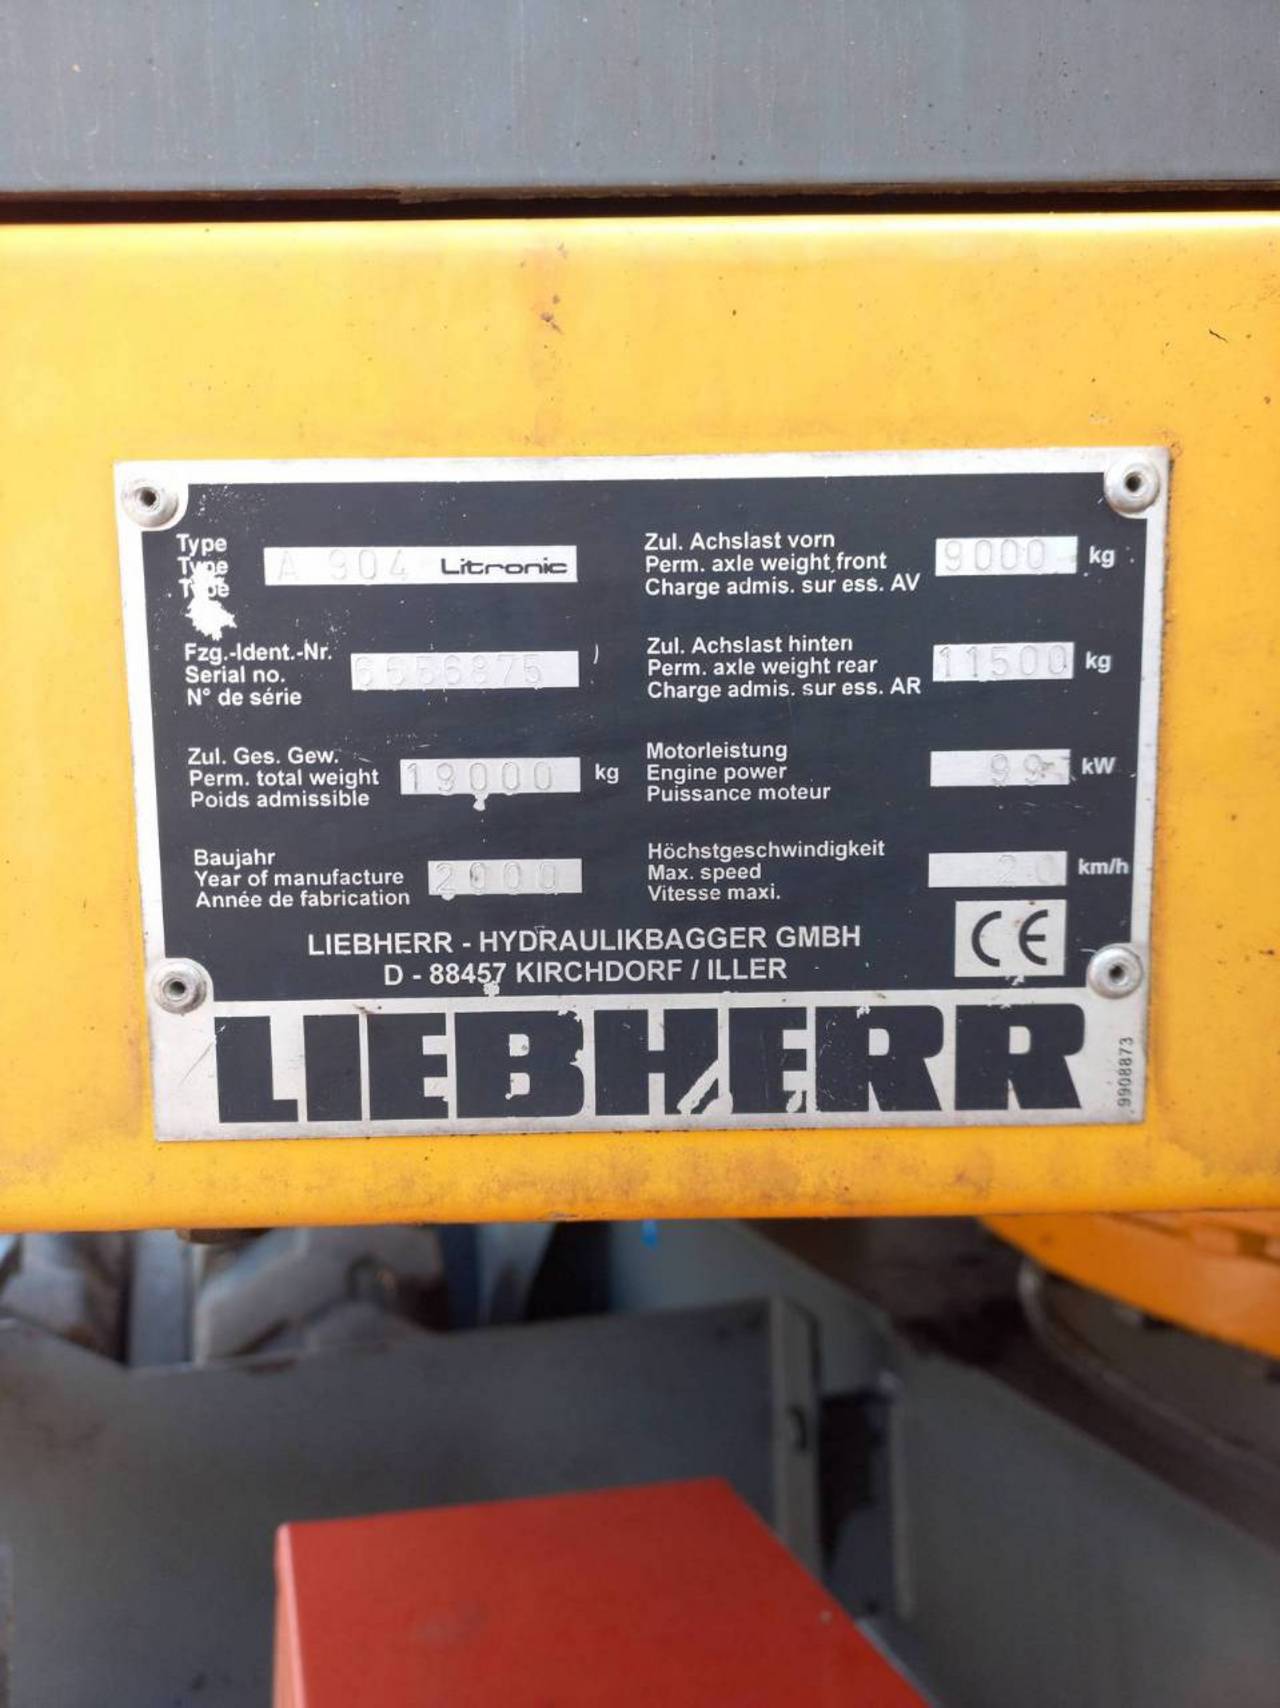 Type
Type
Type
A 904 Litronic
Fzg.-Ident.-Nr.
Serial no.
N° de série
6656875
Zul. Ges. Gew.
Perm. total weight
Poids admissible
19000 kg
Baujahr
Year of manufacture
Année de fabrication
2000
Zul. Achslast vorn
Perm. axle weight front
Charge admis. sur ess. AV
9000 kg
Zul. Achslast hinten
Perm. axle weight rear
Charge admis. sur ess. AR
11500 kg
Motorleistung
Engine power
Puissance moteur
99 kW
Höchstgeschwindigkeit
Max. speed
Vitesse maxi.
20 km/h
LIEBHERR - HYDRAULIKBAGGER GMBH
D - 88457 KIRCHDORF / ILLER
CE
LIEBHERR
9908873